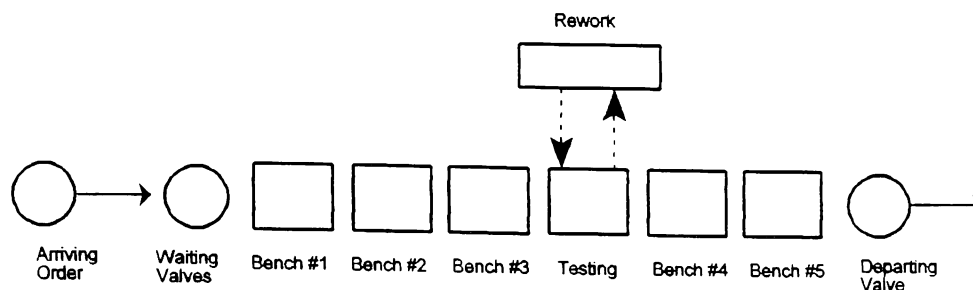 Rework
Arriving
Order
Waiting
Valves
Bench #1
Bench #2
Bench #3
Testing
Bench #4
Bench #5
Departing
Valve